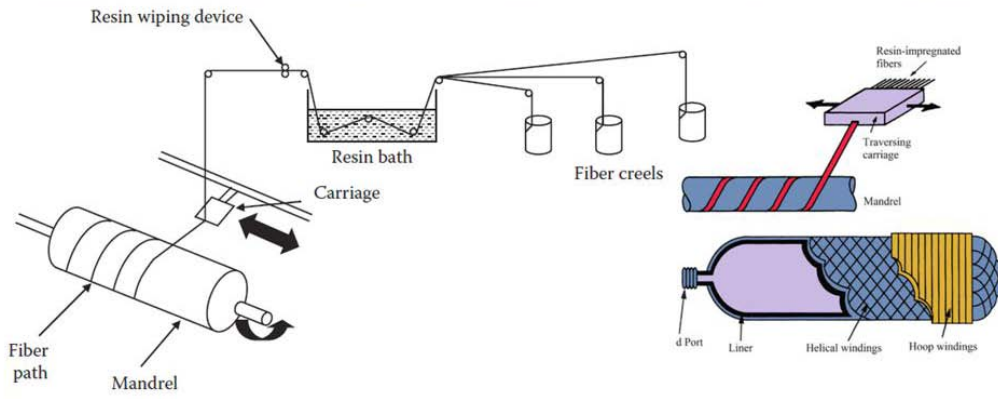 Resin wiping device
Resin bath
Fiber creels
Carriage
Fiber
path
Mandrel
Resin-impregnated
fibers
Traversing
carriage
Mandrel
d Port
Liner
Helical windings
Hoop windings